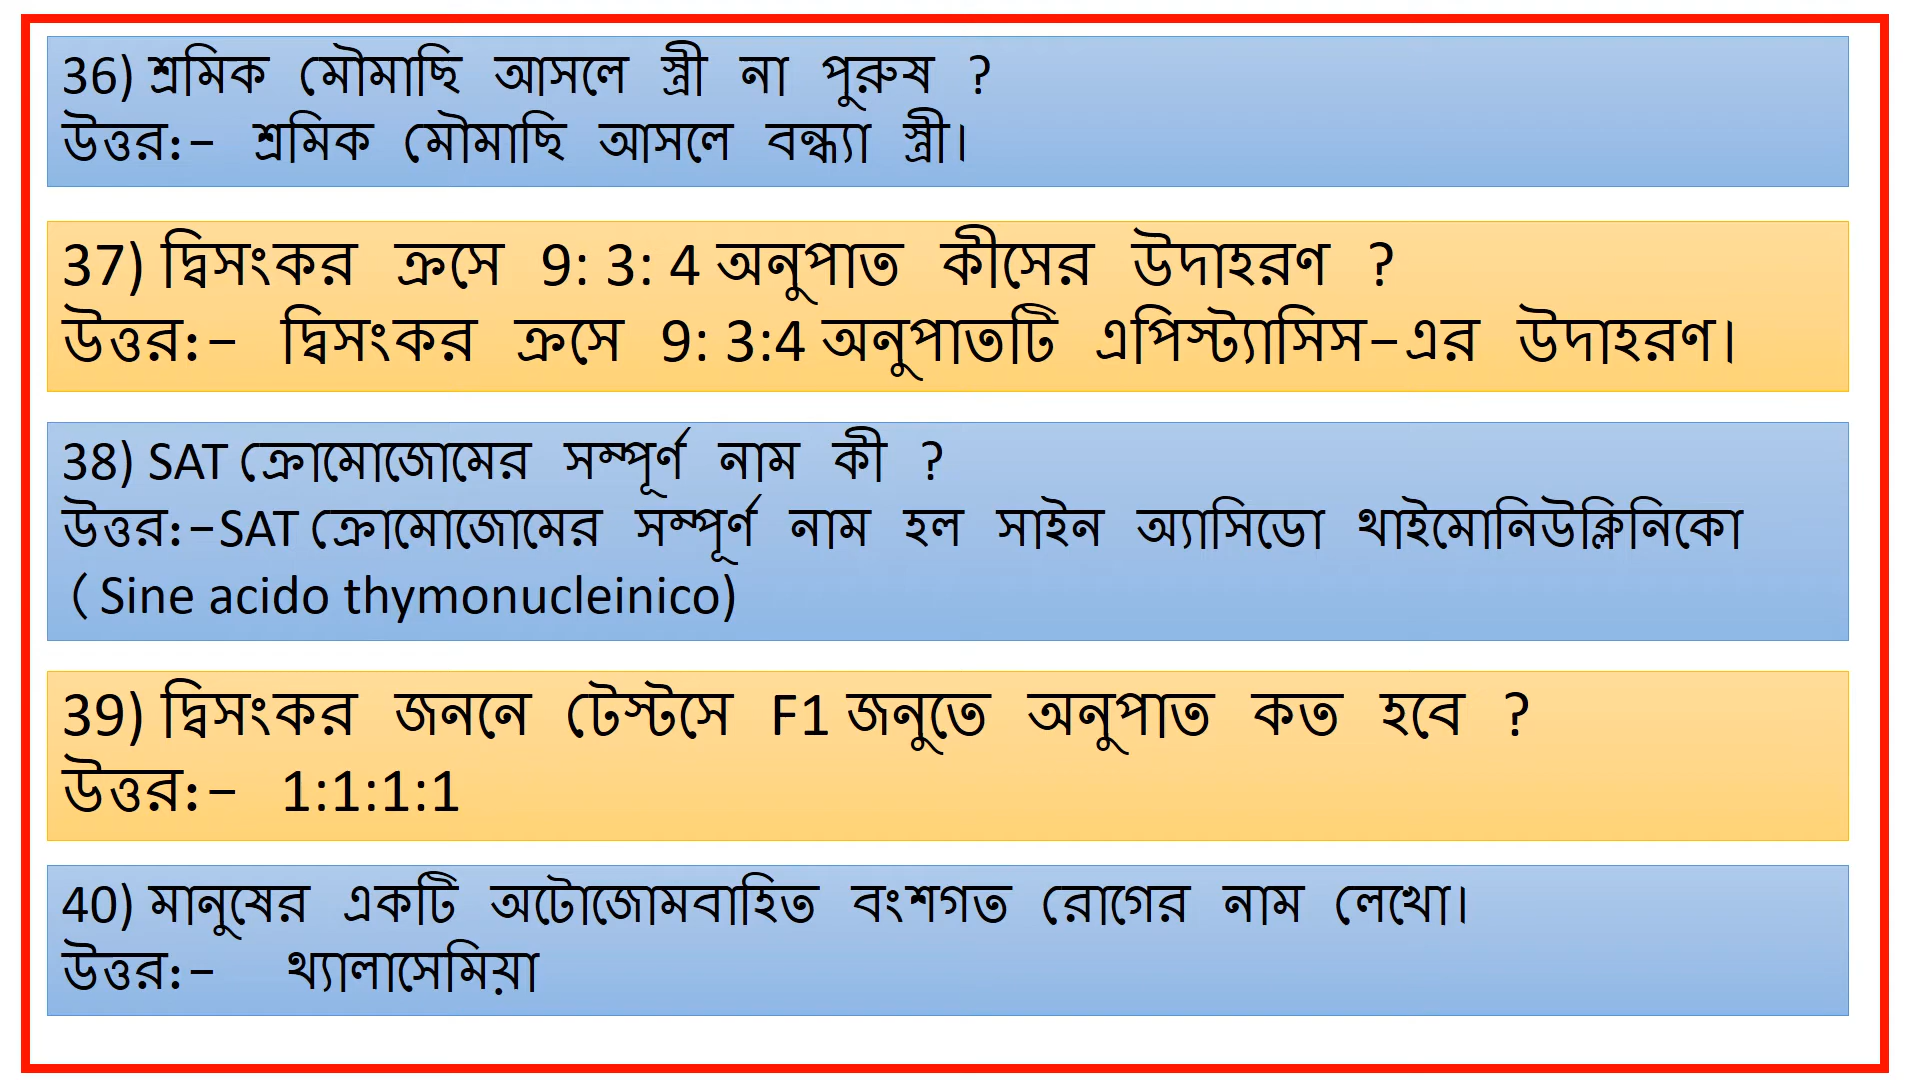 36) শ্রমিক মৌমাছি আসলে স্ত্রী না পুরুষ ?
উত্তর:– শ্রমিক মৌমাছি আসলে বন্ধ্যা স্ত্রী।
37) দ্বিসংকর ক্রসে 9: 3: 4 অনুপাত কীসের উদাহরণ ?
উত্তর:– দ্বিসংকর ক্রসে 9: 3:4 অনুপাতটি এপিস্ট্যাসিস–এর উদাহরণ।
38) SAT ক্রোমোজোমের সম্পূর্ণ নাম কী ?
উত্তর:–SAT ক্রোমোজোমের সম্পূর্ণ নাম হল সাইন অ্যাসিডো থাইমোনিউক্লিনিকো
( Sine acido thymonucleinico)
39) দ্বিসংকর জননে টেস্টসে F1 জনুতে অনুপাত কত হবে ?
উত্তর:– 1:1:1:1
40) মানুষের একটি অটোজোমবাহিত বংশগত রোগের নাম লেখো।
উত্তর:– থ্যালাসেমিয়া